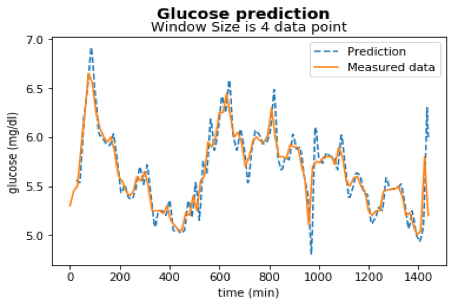 Glucose prediction
Window Size is 4 data point
7.0
6.5
6.0
5.5
5.0
glucose (mg/dl)
Prediction
Measured data
0 200 400 600 800 1000 1200 1400
time (min)